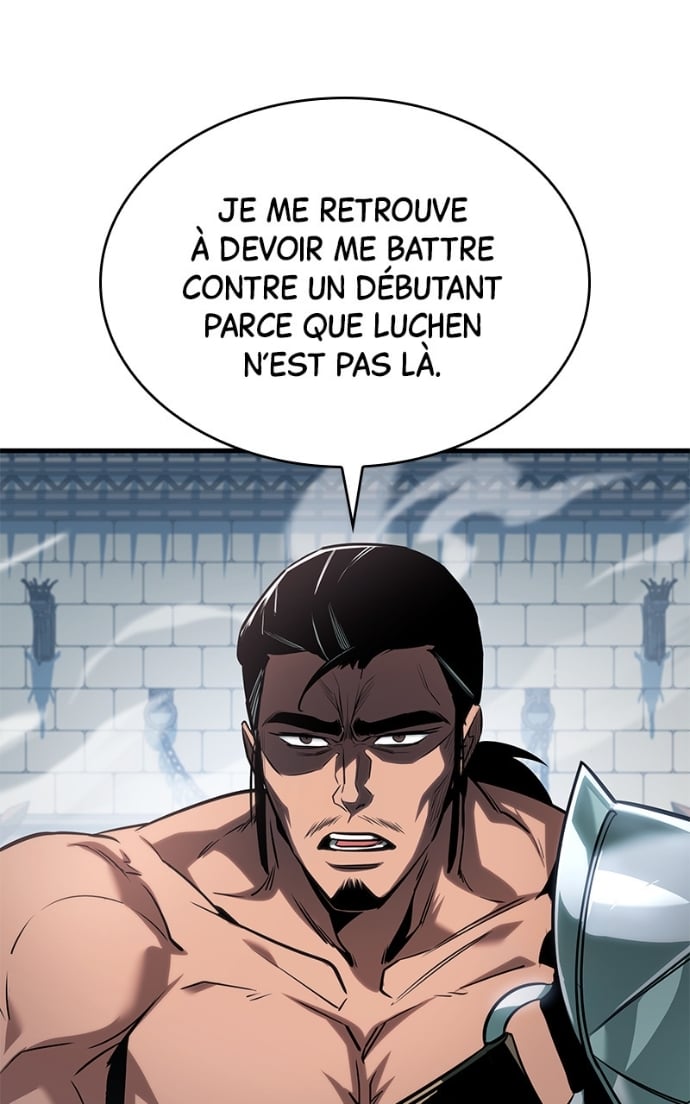 JE ME RETROUVE
À DEVOIR ME BATTRE
CONTRE UN DÉBUTANT
PARCE QUE LUCHEN
N'EST PAS LÀ.